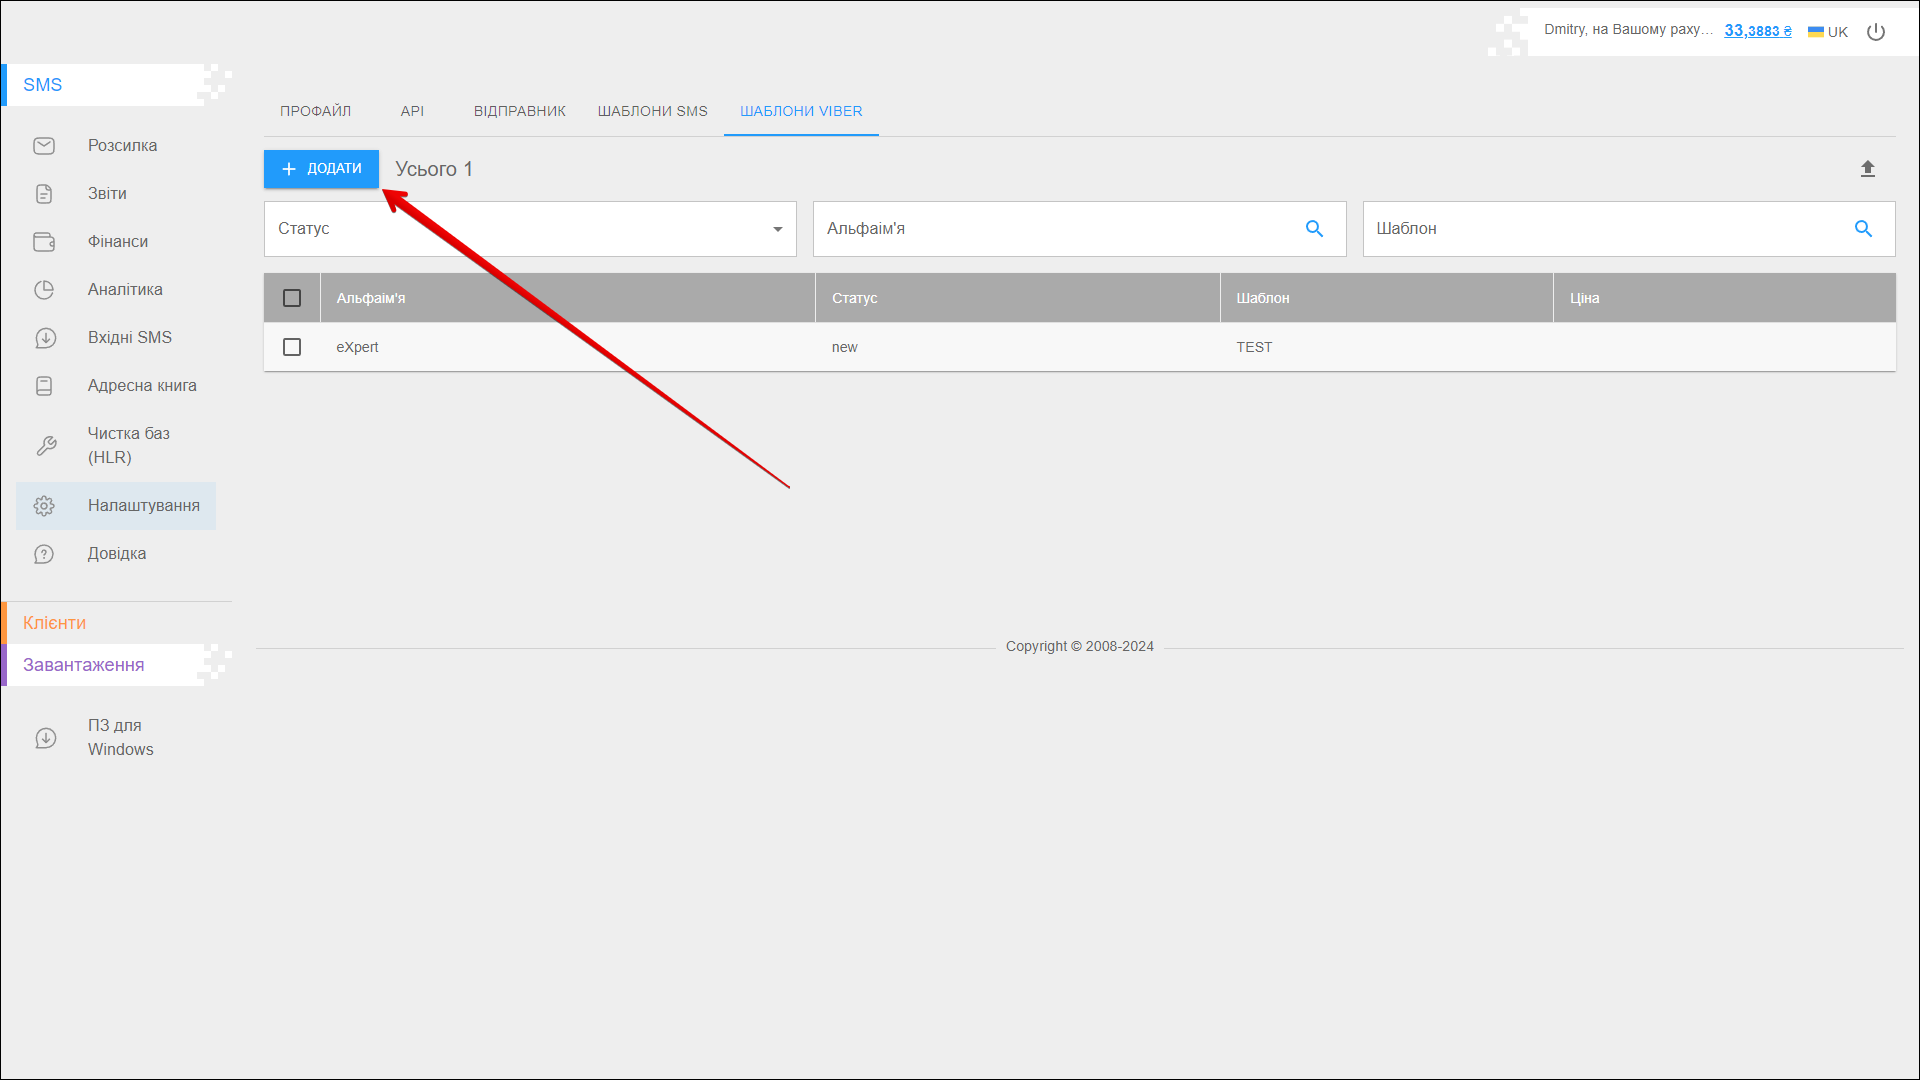 Dmitry, на Вашому раху... 33,3883 ₴ UK
SMS
Розсилка
Звіти
Фінанси
Аналітика
Вхідні SMS
Адресна книга
Чистка баз
(HLR)
Налаштування
Довідка
Клієнти
Завантаження
ПЗ для
Windows
ПРОФАЙЛ API ВІДПРАВНИК ШАБЛОНИ SMS ШАБЛОНИ VIBER
+ ДОДАТИ Усього 1
Статус Альфаім'я Шаблон
Альфаім'я Статус Шаблон Ціна
eXpert new TEST
Copyright © 2008-2024